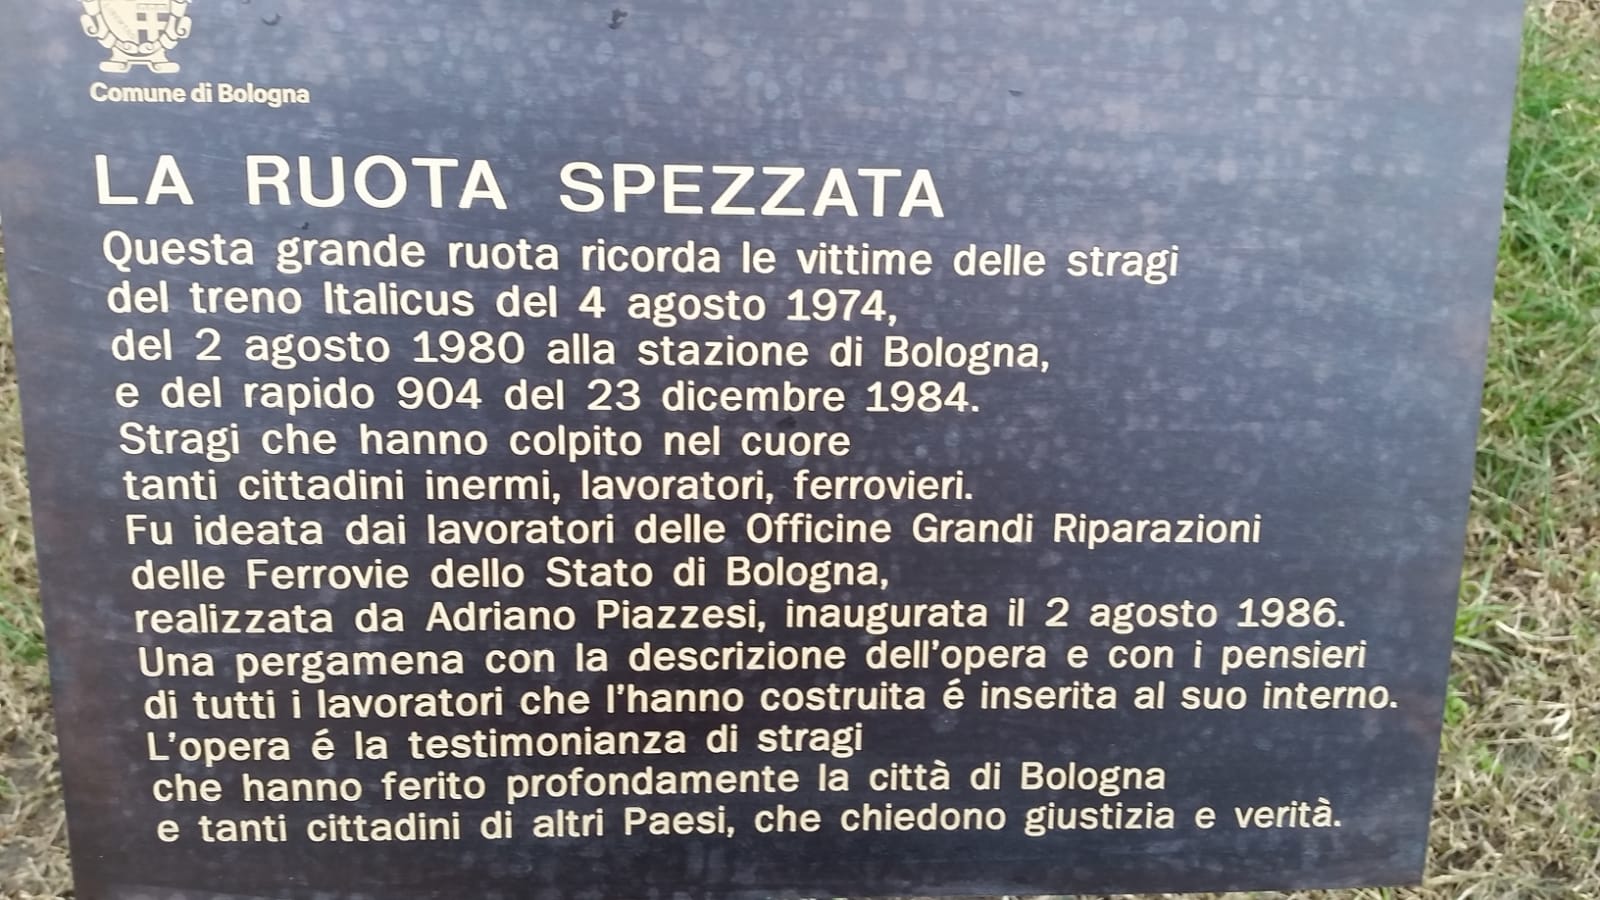 Comune di Bologna
LA RUOTA SPEZZATA
Questa grande ruota ricorda le vittime delle stragi
del treno Italicus del 4 agosto 1974,
del 2 agosto 1980 alla stazione di Bologna,
e del rapido 904 del 23 dicembre 1984.
Stragi che hanno colpito nel cuore
tanti cittadini inermi, lavoratori, ferrovieri.
Fu ideata dai lavoratori delle Officine Grandi Riparazioni
delle Ferrovie dello Stato di Bologna,
realizzata da Adriano Piazzesi, inaugurata il 2 agosto 1986.
Una pergamena con la descrizione dell'opera e con i pensieri
di tutti i lavoratori che l'hanno costruita é inserita al suo interno.
L'opera é la testimonianza di stragi
che hanno ferito profondamente la città di Bologna
e tanti cittadini di altri Paesi, che chiedono giustizia e verità.